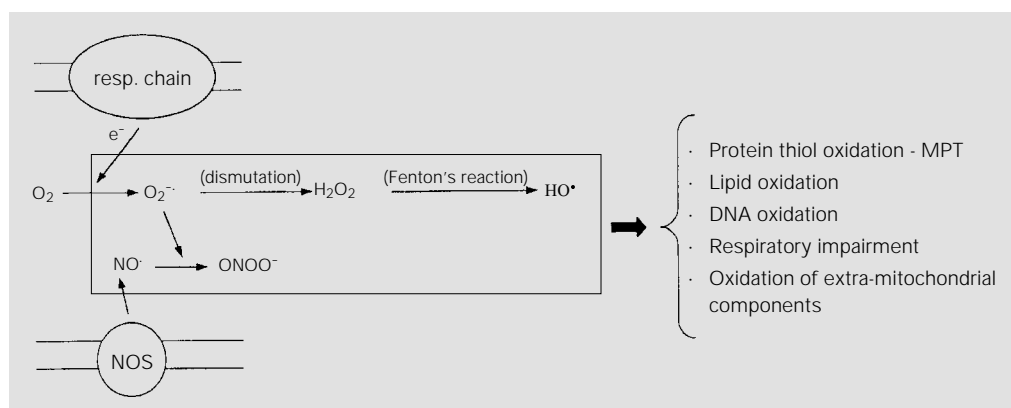 resp. chain
e⁻
O₂
O₂⁻·
(dismutation)
H₂O₂
(Fenton's reaction)
HO•
NO·
ONOO⁻
NOS
· Protein thiol oxidation - MPT
· Lipid oxidation
· DNA oxidation
· Respiratory impairment
· Oxidation of extra-mitochondrial
components